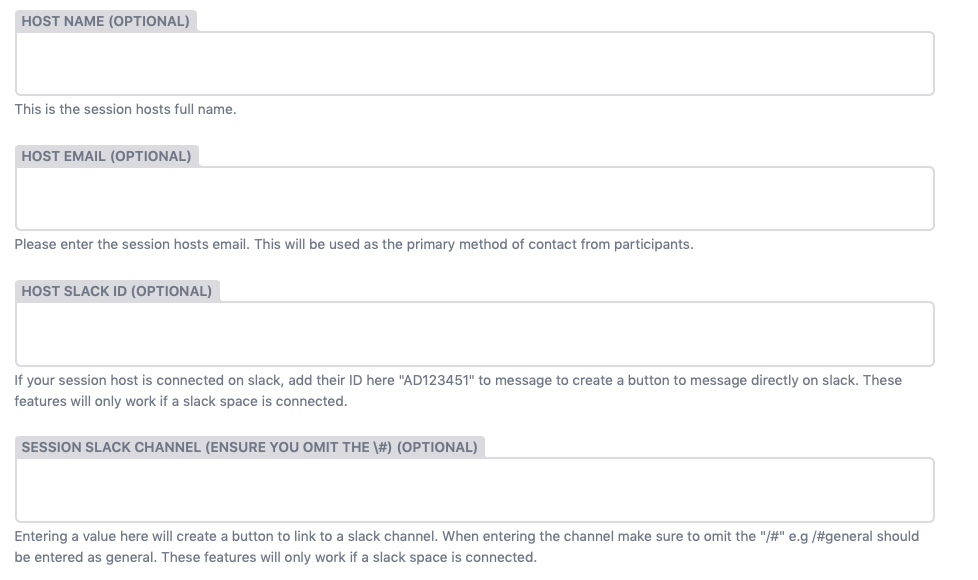 HOST NAME (OPTIONAL)
This is the session hosts full name.
HOST EMAIL (OPTIONAL)
Please enter the session hosts email. This will be used as the primary method of contact from participants.
HOST SLACK ID (OPTIONAL)
If your session host is connected on slack, add their ID here "AD123451" to message to create a button to message directly on slack. These
features will only work if a slack space is connected.
SESSION SLACK CHANNEL (ENSURE YOU OMIT THE \#) (OPTIONAL)
Entering a value here will create a button to link to a slack channel. When entering the channel make sure to omit the "/#" e.g /#general should
be entered as general. These features will only work if a slack space is connected.